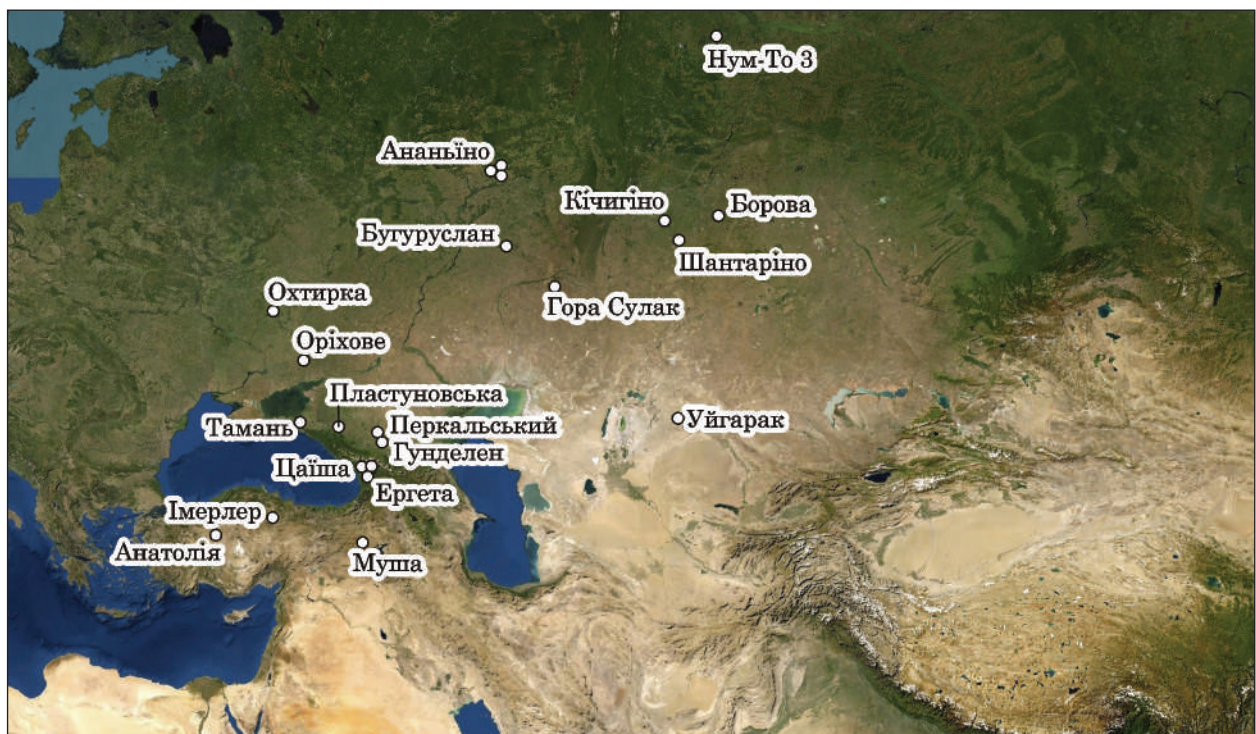 Нум-То 3
Ананьїно
Кічигіно
Борова
Бугуруслан
Шантаріно
Охтирка
Гора Сулак
Оріхове
Пластуновська
Тамань
Перкальський
Уйгарак
Гунделен
Цаїша
Ергета
Імерлер
Анатолія
Муша